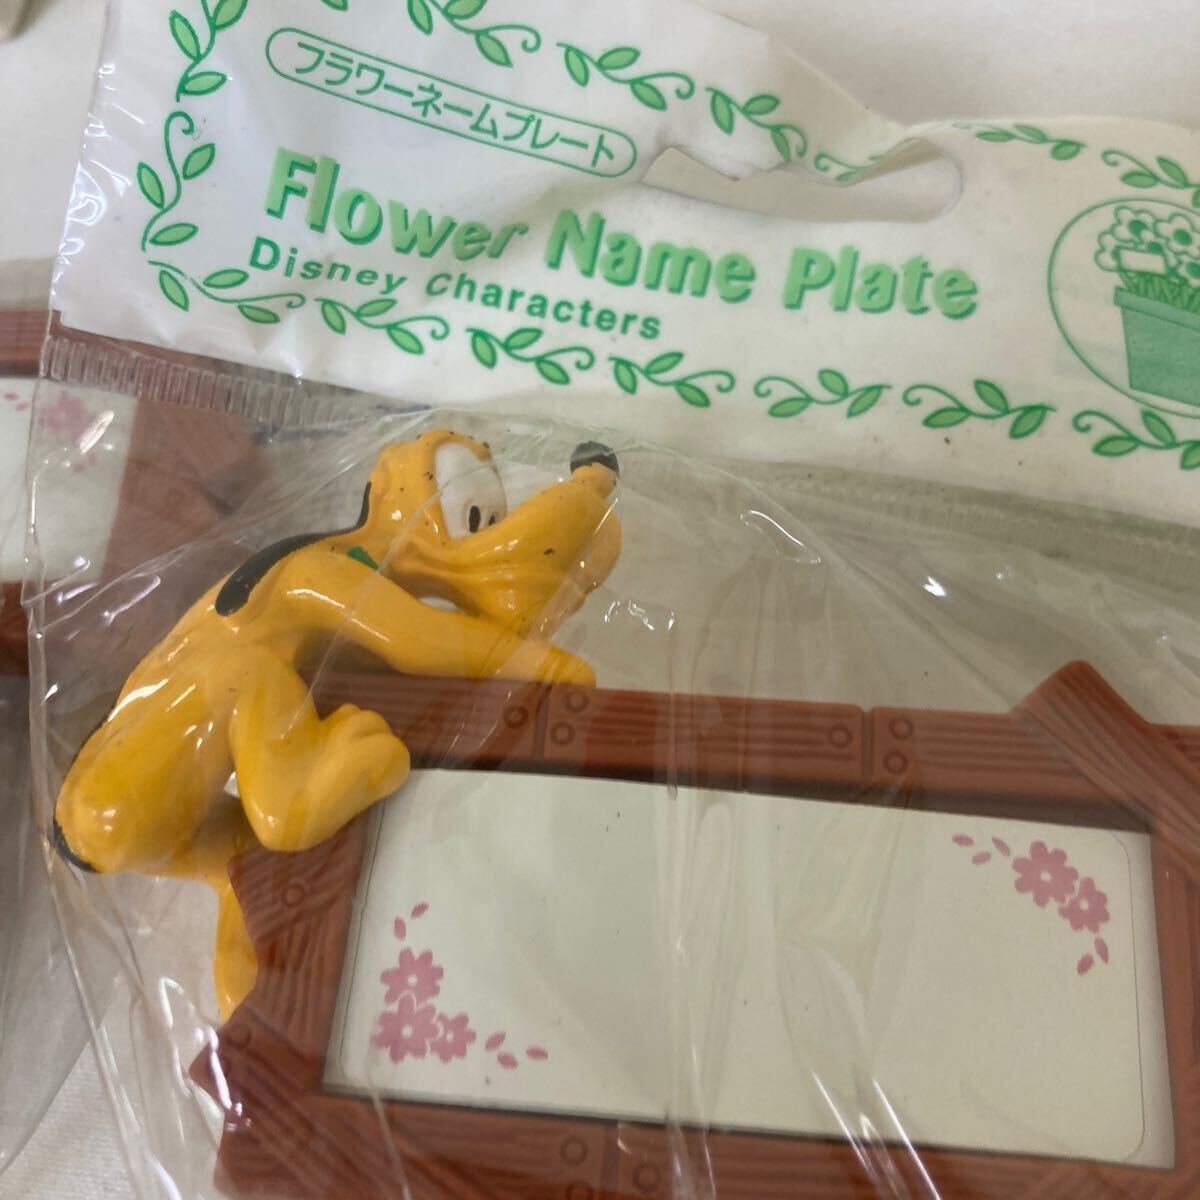 フラワーネームプレート
Flower Name Plate
Disney Characters